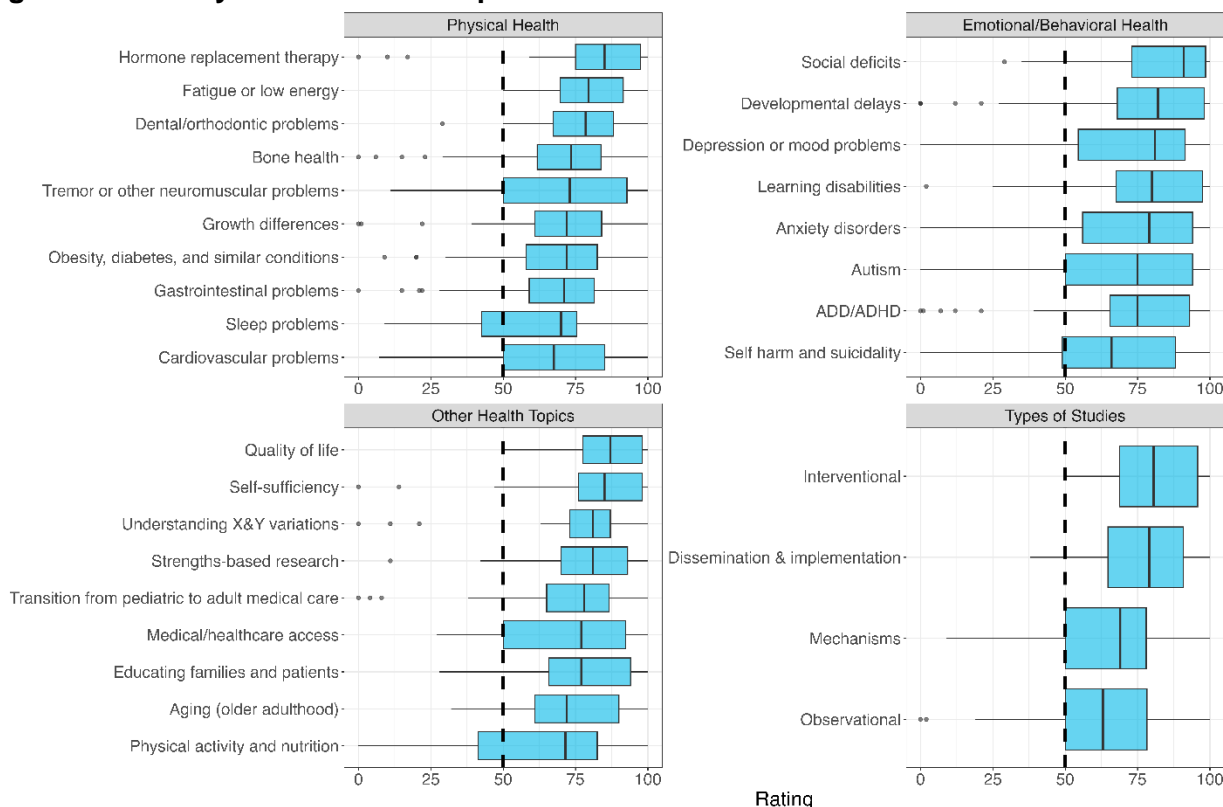 Physical Health
Hormone replacement therapy
Fatigue or low energy
Dental/orthodontic problems
Bone health
Tremor or other neuromuscular problems
Growth differences
Obesity, diabetes, and similar conditions
Gastrointestinal problems
Sleep problems
Cardiovascular problems
0 25 50 75 100
Emotional/Behavioral Health
Social deficits
Developmental delays
Depression or mood problems
Learning disabilities
Anxiety disorders
Autism
ADD/ADHD
Self harm and suicidality
0 25 50 75 100
Other Health Topics
Quality of life
Self-sufficiency
Understanding X&Y variations
Strengths-based research
Transition from pediatric to adult medical care
Medical/healthcare access
Educating families and patients
Aging (older adulthood)
Physical activity and nutrition
0 25 50 75 100
Types of Studies
Interventional
Dissemination & implementation
Mechanisms
Observational
0 25 50 75 100
Rating